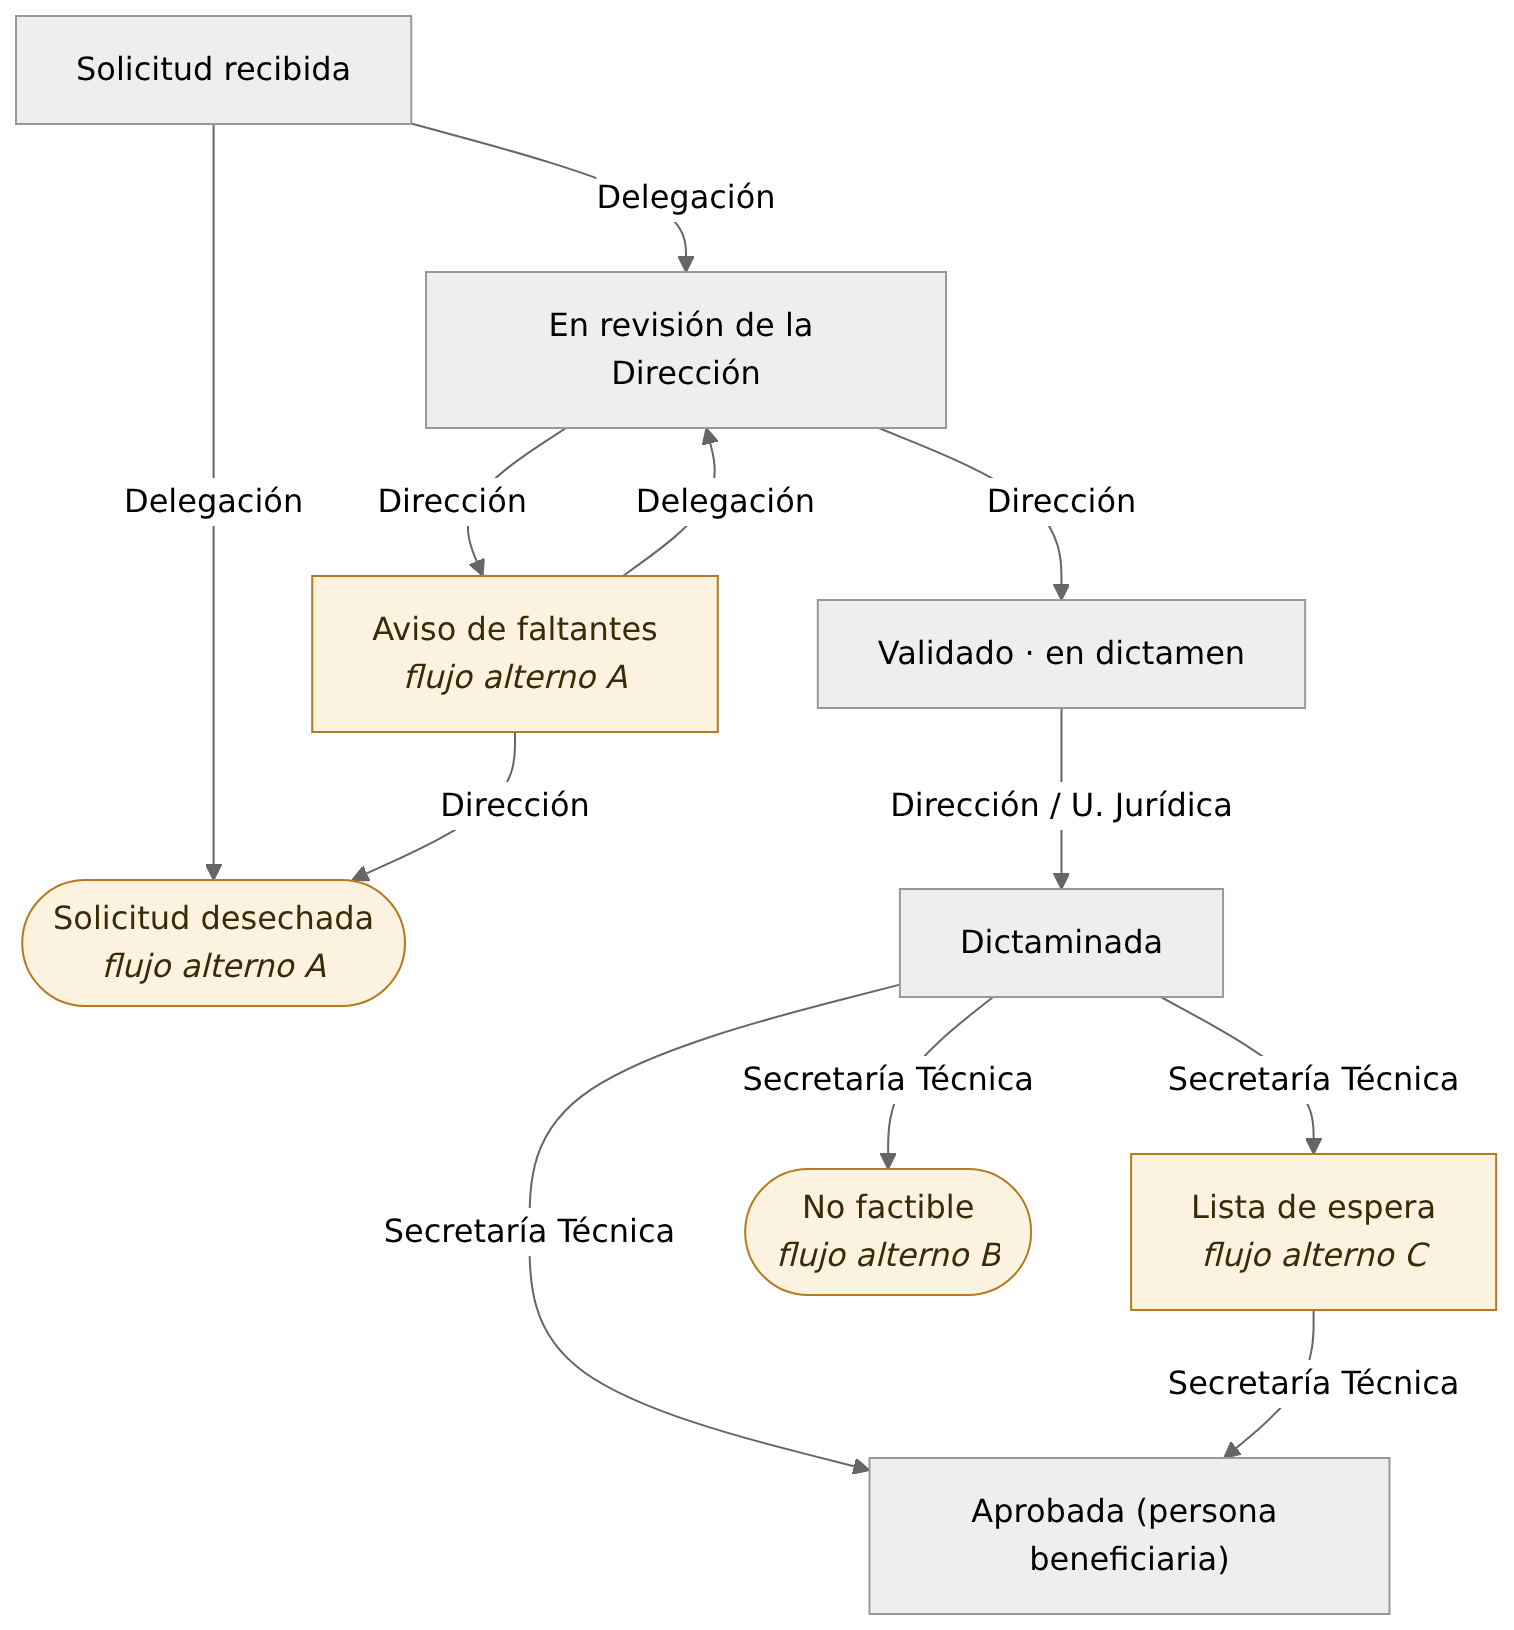 Solicitud recibida
Delegación
En revisión de la
Dirección
Delegación
Dirección
Delegación
Dirección
Aviso de faltantes
flujo alterno A
Validado · en dictamen
Dirección
Dirección / U. Jurídica
Solicitud desechada
flujo alterno A
Dictaminada
Secretaría Técnica
Secretaría Técnica
Secretaría Técnica
No factible
flujo alterno B
Lista de espera
flujo alterno C
Secretaría Técnica
Aprobada (persona
beneficiaria)